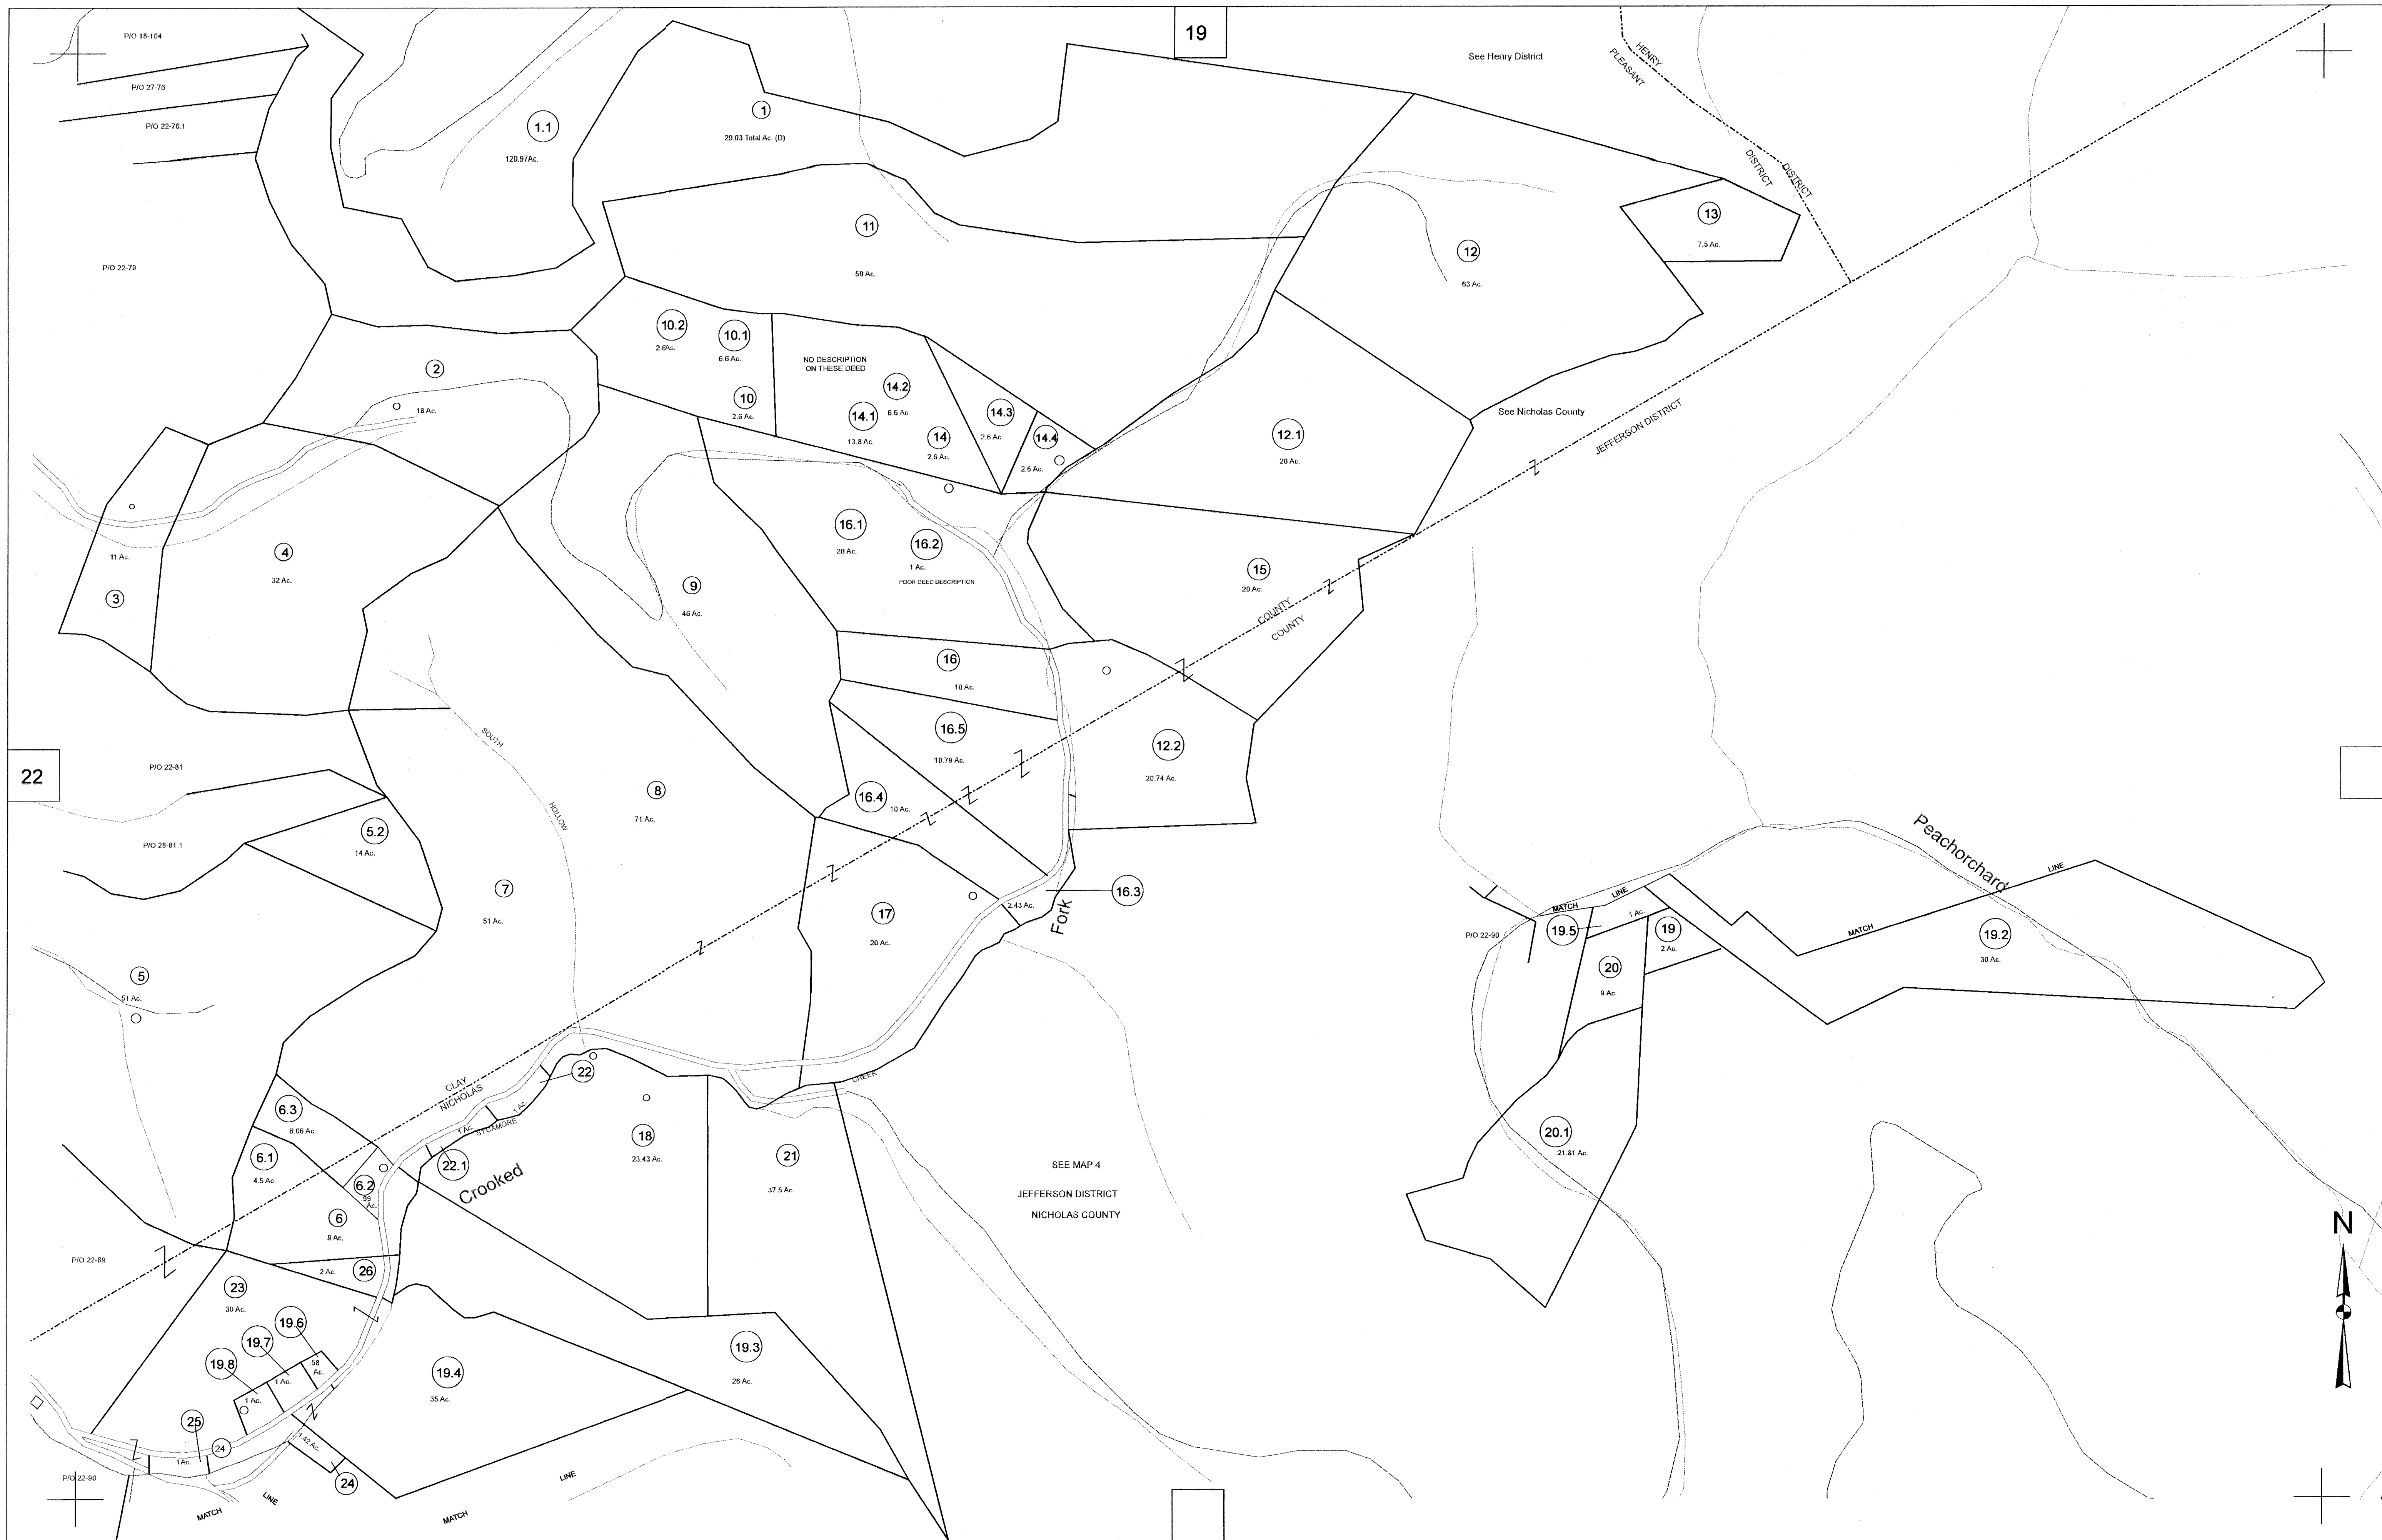 19
P/O 18-104
P/O 27-76
P/O 22-76.1
P/O 22-79
1.1
120.97Ac.
1
29.03 Total Ac. (D)
See Henry District
HENRY
PLEASANT
DISTRICT
DISTRICT
11
59 Ac.
12
63 Ac.
13
7.5 Ac.
2
18 Ac.
10.2
2.6Ac.
10.1
6.6 Ac.
10
2.6 Ac.
NO DESCRIPTION
ON THESE DEED
14.2
6.6 Ac
14.1
13.8 Ac.
14
2.6 Ac.
14.3
2.6 Ac.
14.4
2.6 Ac.
12.1
20 Ac.
See Nicholas County
JEFFERSON DISTRICT
11 Ac.
3
4
32 Ac.
9
46 Ac.
16.1
20 Ac.
16.2
1 Ac.
POOR DEED DESCRIPTION
15
20 Ac.
COUNTY
COUNTY
16
10 Ac.
16.5
10.79 Ac.
16.4
10 Ac.
12.2
20.74 Ac.
SOUTH
HOLLOW
22
P/O 22-81
P/O 28-81.1
5.2
14 Ac.
8
71 Ac.
7
51 Ac.
5
51 Ac.
17
20 Ac.
2.43 Ac.
16.3
Fork
Peachorchard
MATCH
LINE
MATCH
LINE
P/O 22-90
19.5
1 Ac.
19
2 Ac.
19.2
30 Ac.
20
9 Ac.
20.1
21.81 Ac.
CLAY
NICHOLAS
22
1 Ac.
1 Ac.
SYCAMORE
CREEK
22.1
Crooked
18
23.43 Ac.
21
37.5 Ac.
SEE MAP 4
JEFFERSON DISTRICT
NICHOLAS COUNTY
6.3
6.06 Ac.
6.1
4.5 Ac.
6.2
.99
Ac.
6
9 Ac.
2 Ac.
26
P/O 22-89
23
30 Ac.
19.6
.58
Ac.
19.7
1 Ac.
19.8
1 Ac.
19.4
35 Ac.
19.3
26 Ac.
25
1Ac.
24
1.42 Ac.
24
P/O 22-90
MATCH
LINE
MATCH
LINE
N